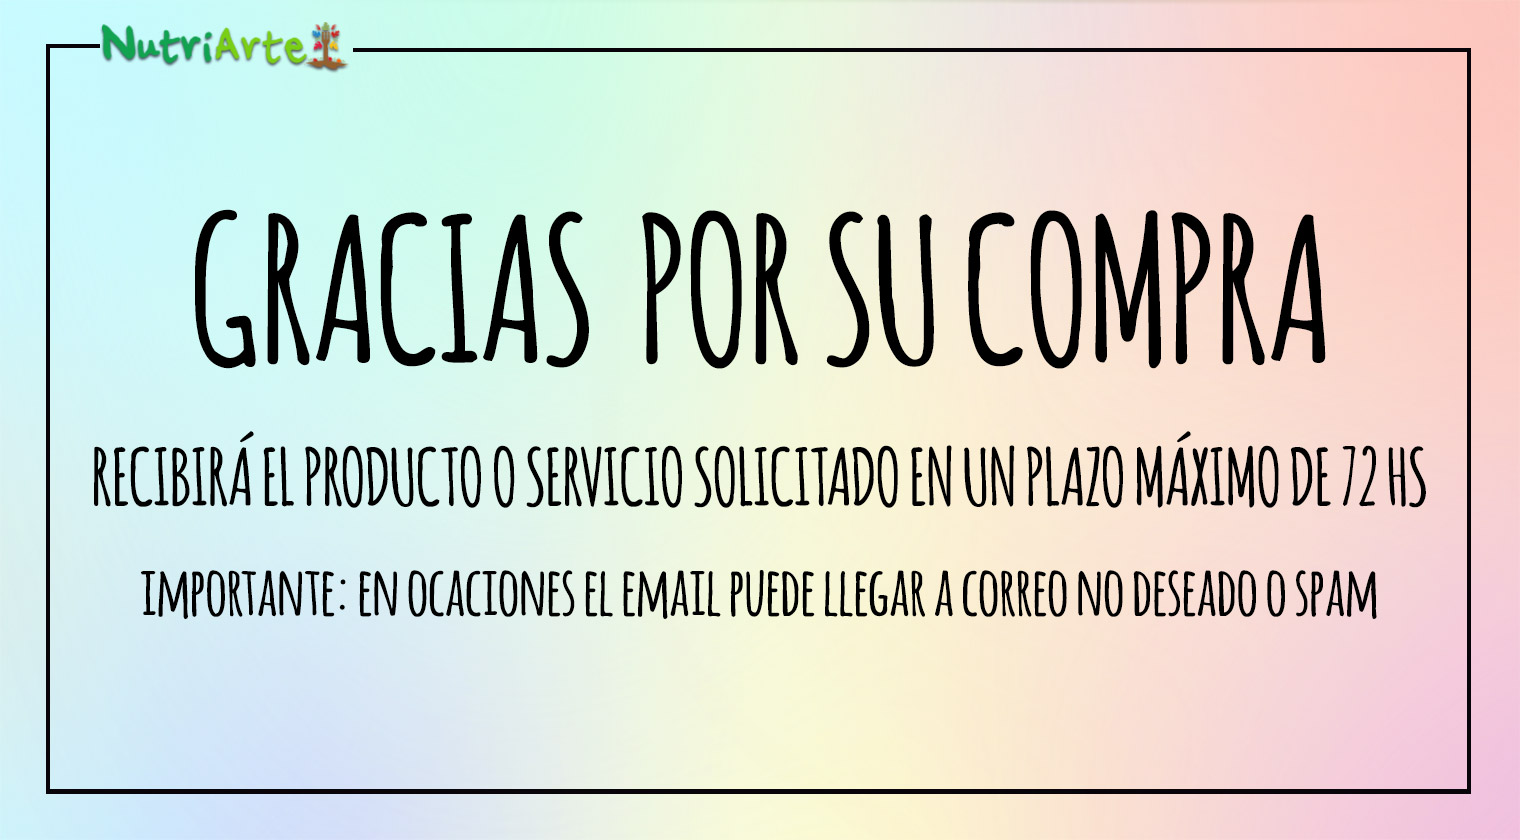 NutriArte
GRACIAS POR SU COMPRA
RECIBIRÁ EL PRODUCTO O SERVICIO SOLICITADO EN UN PLAZO MÁXIMO DE 72 HS
IMPORTANTE: EN OCACIONES EL EMAIL PUEDE LLEGAR A CORREO NO DESEADO O SPAM